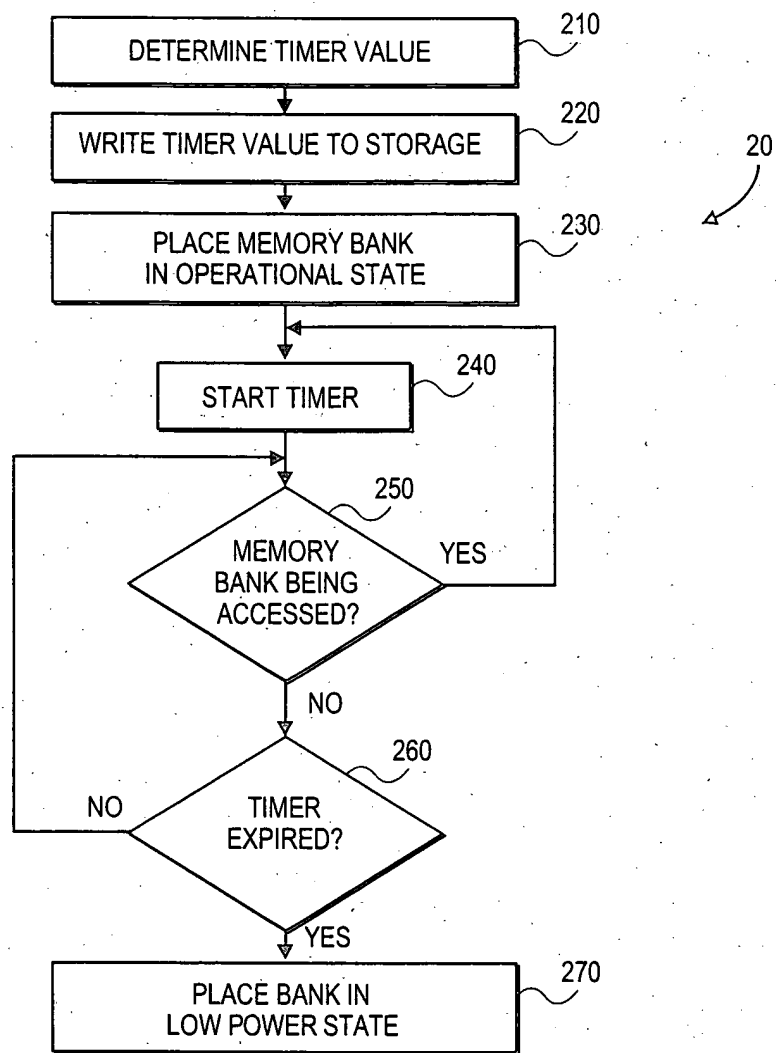 210
DETERMINE TIMER VALUE
220
WRITE TIMER VALUE TO STORAGE
20
230
PLACE MEMORY BANK
IN OPERATIONAL STATE
240
START TIMER
250
MEMORY
BANK BEING
ACCESSED?
YES
NO
260
NO
TIMER
EXPIRED?
YES
270
PLACE BANK IN
LOW POWER STATE